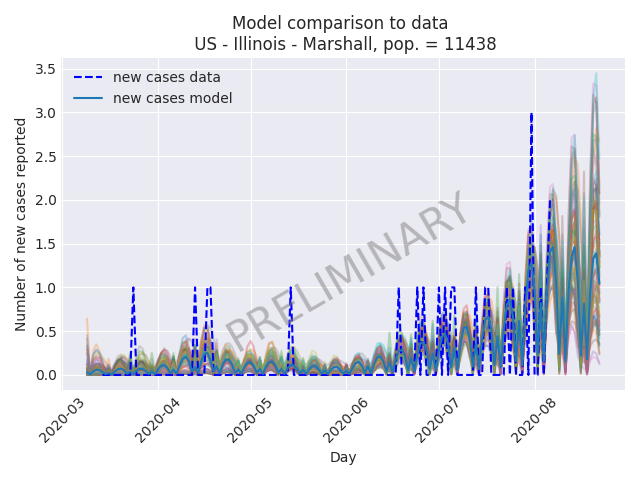 Model comparison to data
US - Illinois - Marshall, pop. = 11438
3.5
3.0
2.5
2.0
1.5
1.0
0.5
0.0
Number of new cases reported
new cases data
new cases model
PRELIMINARY
2020-03
2020-04
2020-05
2020-06
2020-07
2020-08
Day